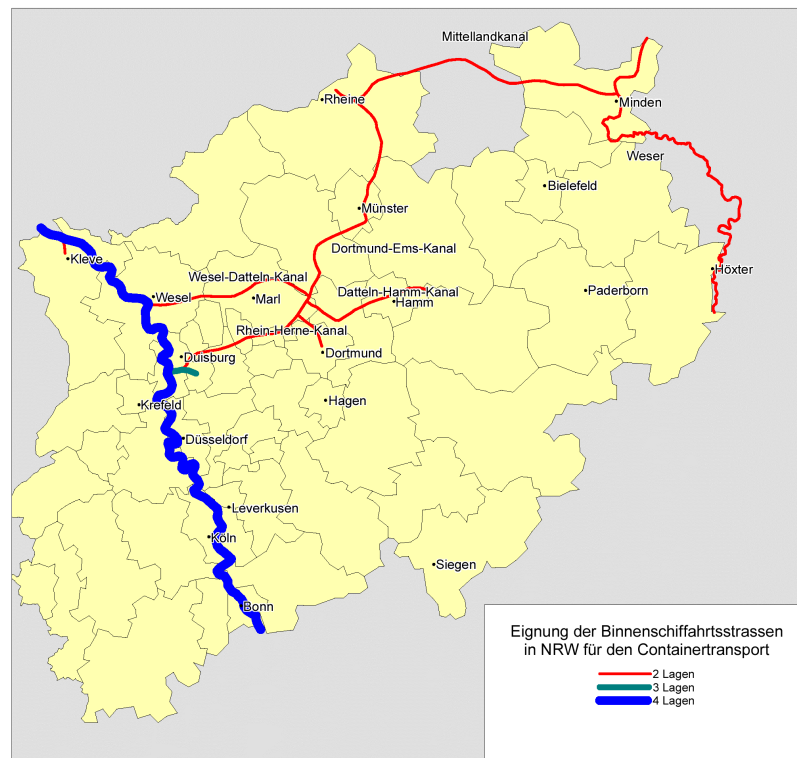 Mittellandkanal
Rheine
Minden
Weser
Bielefeld
Münster
Dortmund-Ems-Kanal
Kleve
Höxter
Wesel-Datteln-Kanal
Datteln-Hamm-Kanal
Paderborn
Wesel
Marl
Hamm
Rhein-Herne-Kanal
Duisburg
Dortmund
Krefeld
Hagen
Düsseldorf
Leverkusen
Köln
Siegen
Bonn
Eignung der Binnenschiffahrtsstrassen
in NRW für den Containertransport
2 Lagen
3 Lagen
4 Lagen